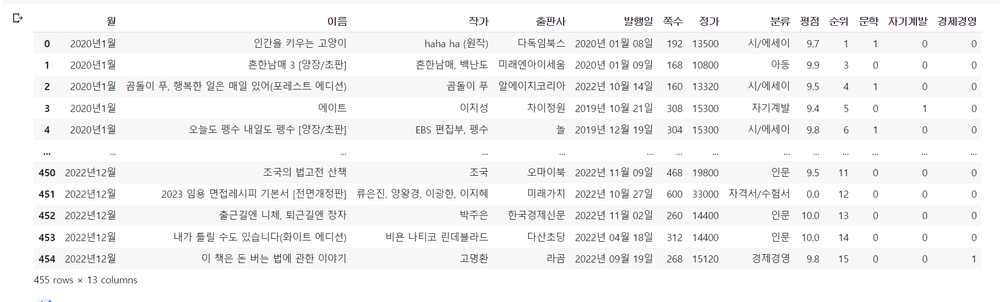 월 이름 작가 출판사 발행일 쪽수 정가 분류 평점 순위 문학 자기계발 경제경영
0 2020년1월 인간을 키우는 고양이 haha ha (원작) 다독임북스 2020년 01월 08일 192 13500 시/에세이 9.7 1 1 0 0
1 2020년1월 흔한남매 3 [양장/초판] 흔한남매, 백난도 미래엔아이세움 2020년 01월 09일 168 10800 아동 9.9 3 0 0 0
2 2020년1월 곰돌이 푸, 행복한 일은 매일 있어(포레스트 에디션) 곰돌이 푸 알에이치코리아 2022년 10월 14일 160 13320 시/에세이 9.5 4 1 0 0
3 2020년1월 에이트 이지성 차이정원 2019년 10월 21일 308 15300 자기계발 9.4 5 0 1 0
4 2020년1월 오늘도 펭수 내일도 펭수 [양장/초판] EBS 편집부, 펭수 놀 2019년 12월 19일 304 15300 시/에세이 9.8 6 1 0 0
... ... ... ... ... ... ... ... ... ... ... ... ... ...
450 2022년12월 조국의 법고전 산책 조국 오마이북 2022년 11월 09일 468 19800 인문 9.5 11 0 0 0
451 2022년12월 2023 임용 면접레시피 기본서 [전면개정판] 류은진, 양왕경, 이광한, 이지혜 미래가치 2022년 10월 27일 600 33000 자격서/수험서 0.0 12 0 0 0
452 2022년12월 출근길엔 니체, 퇴근길엔 장자 박주은 한국경제신문 2022년 11월 02일 260 14400 인문 10.0 13 0 0 0
453 2022년12월 내가 틀릴 수도 있습니다(화이트 에디션) 비욘 나티코 린데블라드 다산초당 2022년 04월 18일 312 14400 인문 10.0 14 0 0 0
454 2022년12월 이 책은 돈 버는 법에 관한 이야기 고명환 라곰 2022년 09월 19일 268 15120 경제경영 9.8 15 0 0 1
455 rows × 13 columns